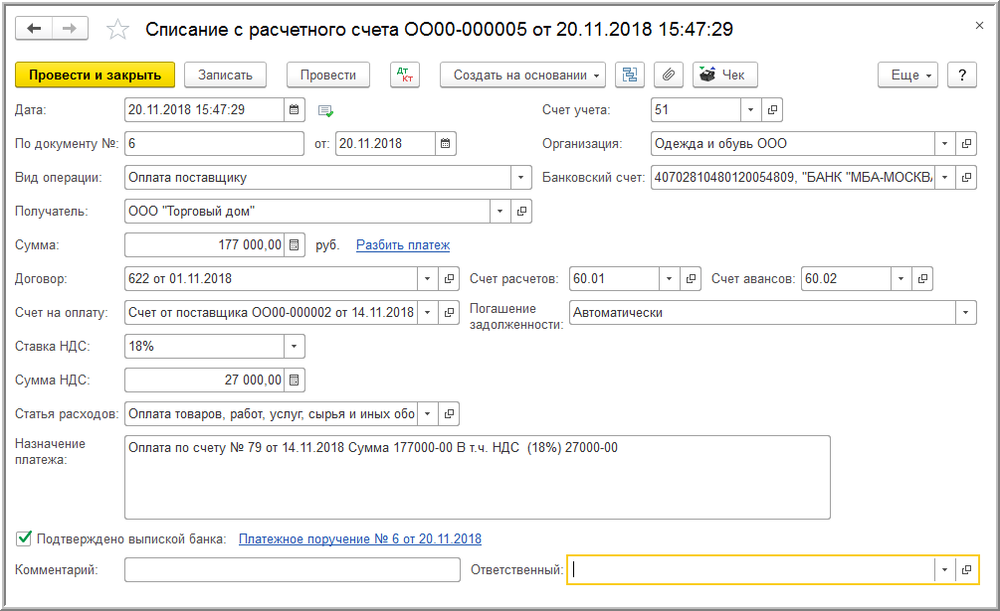 Списание с расчетного счета ОО00-000005 от 20.11.2018 15:47:29
Провести и закрыть Записать Провести Дт Кт Создать на основании Чек Еще ?
Дата: 20.11.2018 15:47:29 Счет учета: 51
По документу №: 6 от: 20.11.2018 Организация: Одежда и обувь ООО
Вид операции: Оплата поставщику Банковский счет: 40702810480120054809, "БАНК "МБА-МОСКВА
Получатель: ООО "Торговый дом"
Сумма: 177 000,00 руб. Разбить платеж
Договор: 622 от 01.11.2018 Счет расчетов: 60.01 Счет авансов: 60.02
Счет на оплату: Счет от поставщика ОО00-000002 от 14.11.2018 Погашение задолженности: Автоматически
Ставка НДС: 18%
Сумма НДС: 27 000,00
Статья расходов: Оплата товаров, работ, услуг, сырья и иных обо
Назначение платежа: Оплата по счету № 79 от 14.11.2018 Сумма 177000-00 В т.ч. НДС (18%) 27000-00
Подтверждено выпиской банка: Платежное поручение № 6 от 20.11.2018
Комментарий: Ответственный: